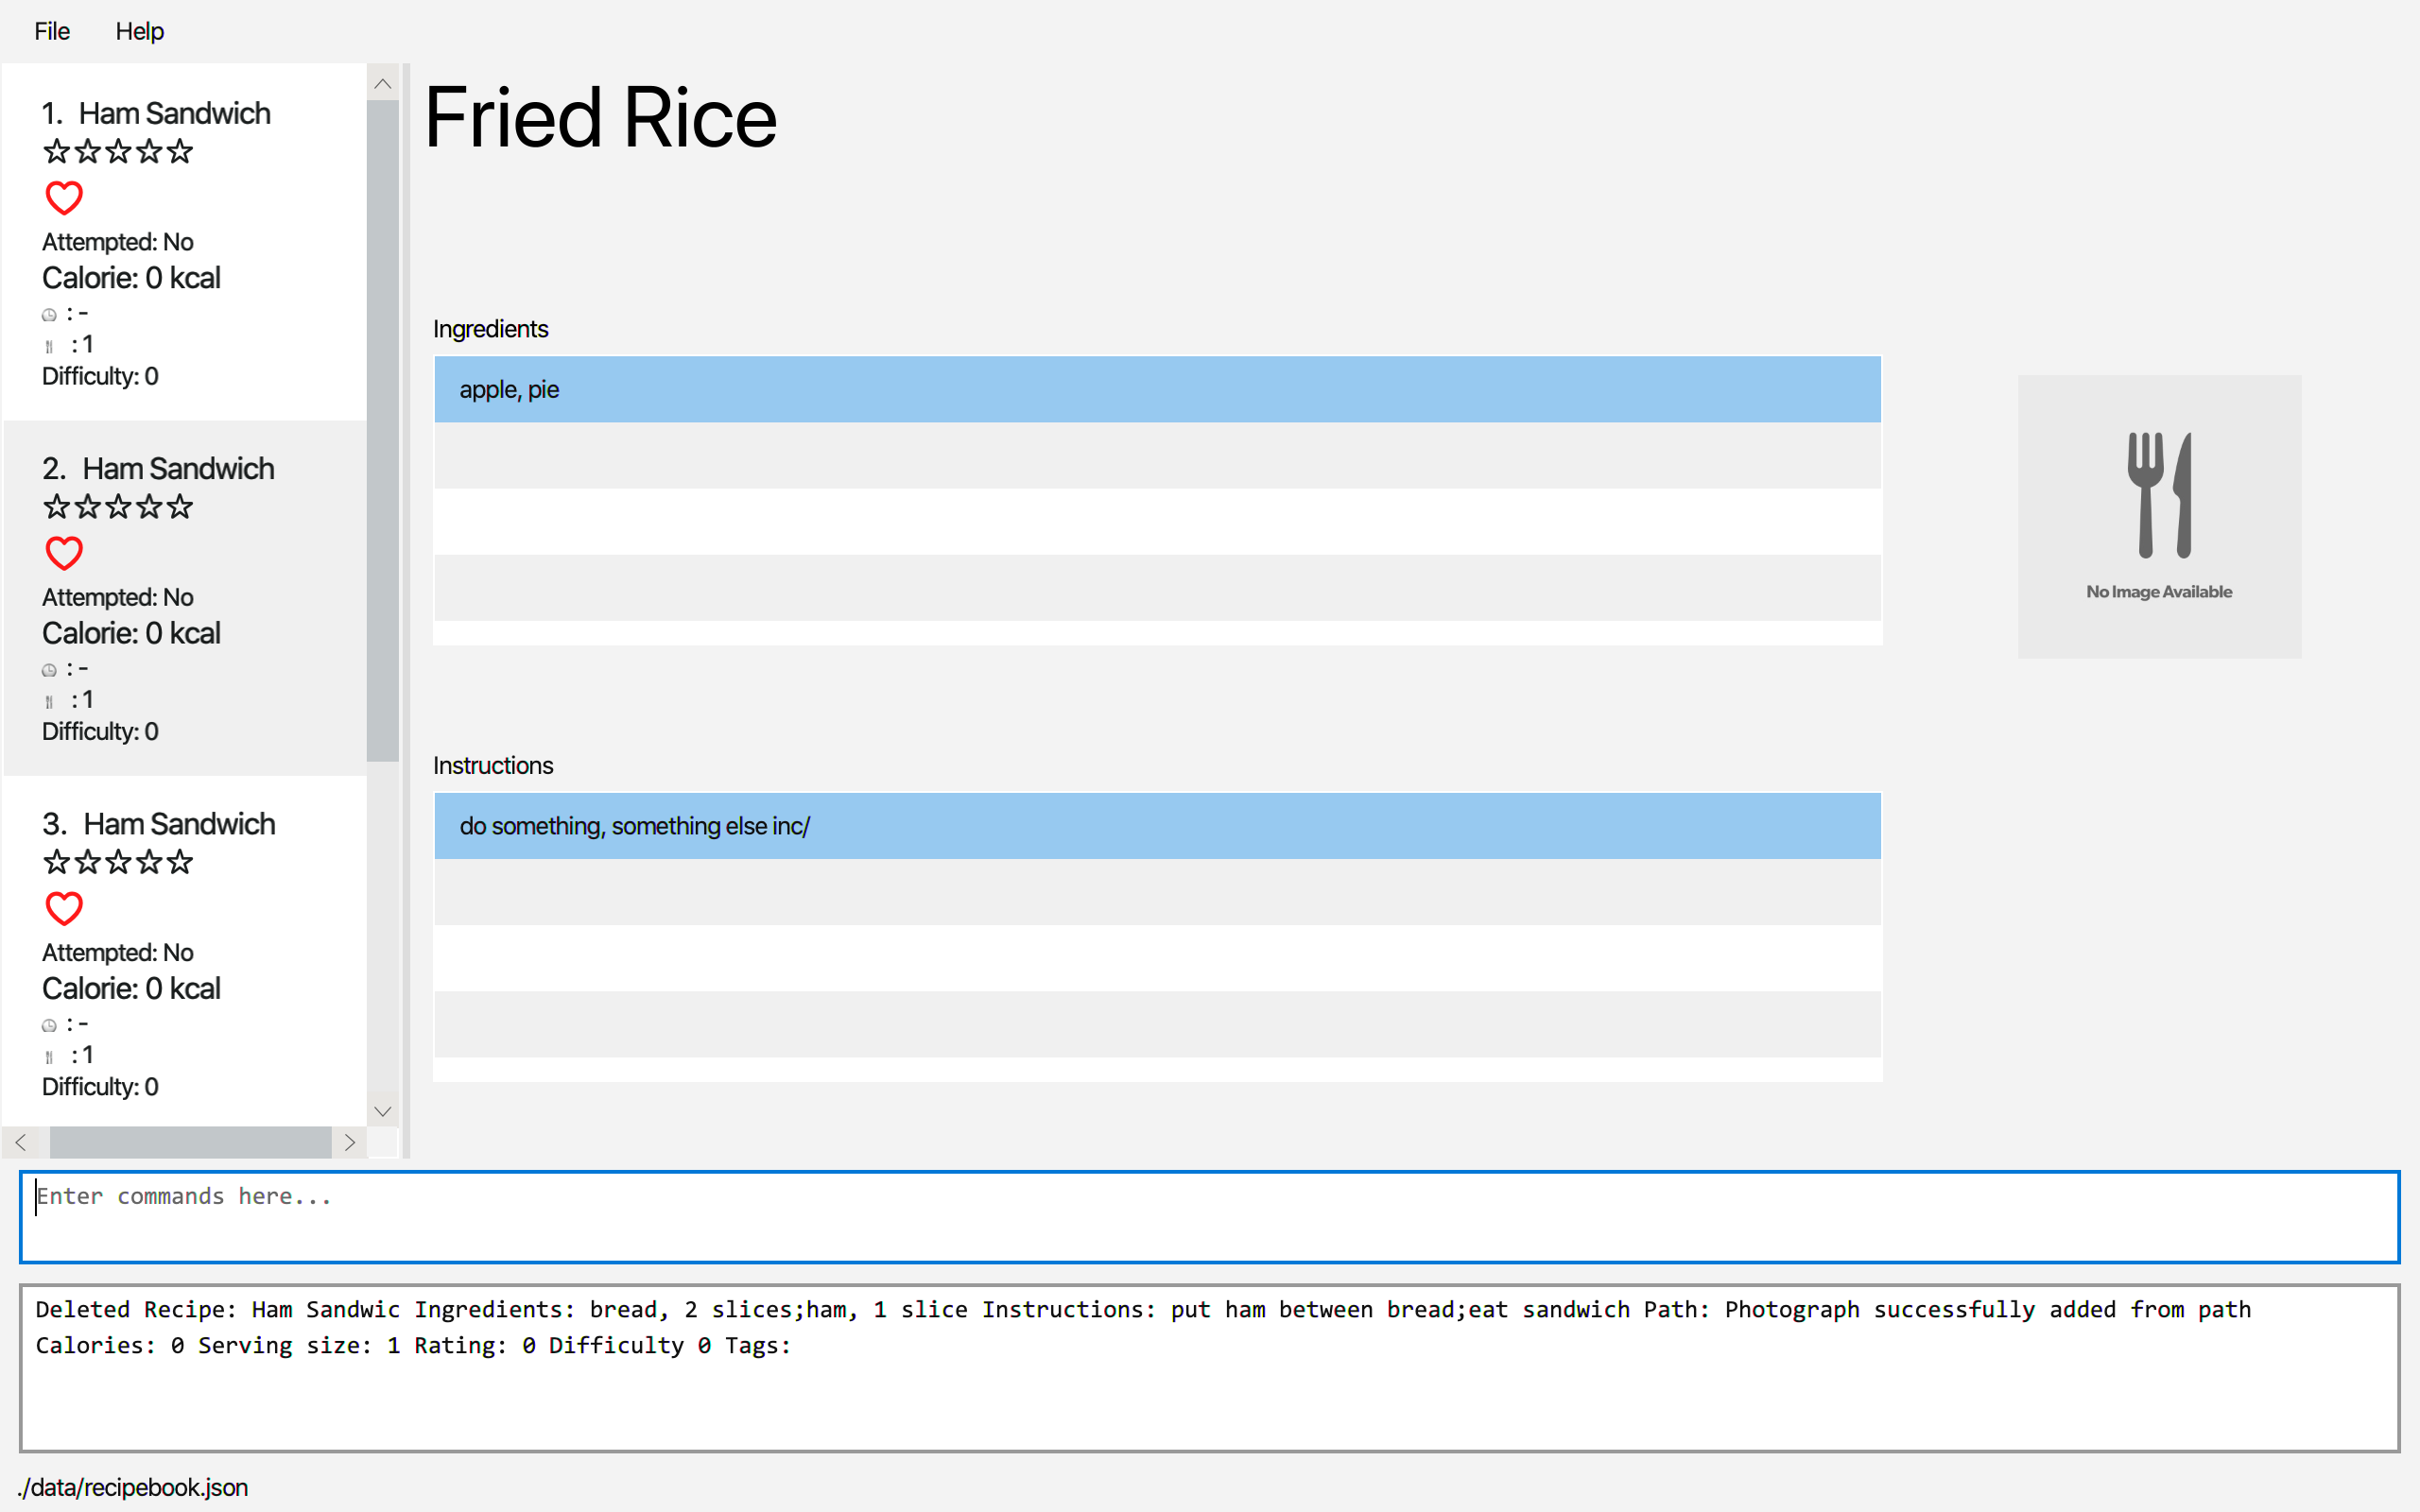 File Help
1. Ham Sandwich
☆☆☆☆☆
Attempted: No
Calorie: 0 kcal
: -
: 1
Difficulty: 0
2. Ham Sandwich
☆☆☆☆☆
Attempted: No
Calorie: 0 kcal
: -
: 1
Difficulty: 0
3. Ham Sandwich
☆☆☆☆☆
Attempted: No
Calorie: 0 kcal
: -
: 1
Difficulty: 0
Fried Rice
Ingredients
apple, pie
No Image Available
Instructions
do something, something else inc/
Enter commands here...
Deleted Recipe: Ham Sandwic Ingredients: bread, 2 slices;ham, 1 slice Instructions: put ham between bread;eat sandwich Path: Photograph successfully added from path
Calories: 0 Serving size: 1 Rating: 0 Difficulty 0 Tags:
./data/recipebook.json